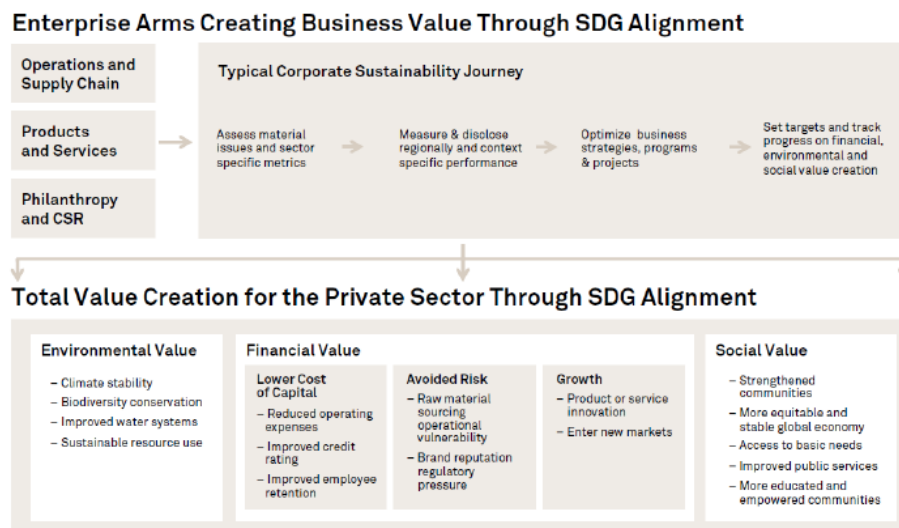 Enterprise Arms Creating Business Value Through SDG Alignment
Operations and
Supply Chain
Products
and Services
Philanthropy
and CSR
Typical Corporate Sustainability Journey
Assess material
issues and sector
specific metrics
Measure & disclose
regionally and context
specific performance
Optimize business
strategies, programs
& projects
Set targets and track
progress on financial,
environmental and
social value creation
Total Value Creation for the Private Sector Through SDG Alignment
Environmental Value
– Climate stability
– Biodiversity conservation
– Improved water systems
– Sustainable resource use
Financial Value
Lower Cost
of Capital
– Reduced operating
expenses
– Improved credit
rating
– Improved employee
retention
Avoided Risk
– Raw material
sourcing
operational
vulnerability
– Brand reputation
regulatory
pressure
Growth
– Product or service
innovation
– Enter new markets
Social Value
– Strengthened
communities
– More equitable and
stable global economy
– Access to basic needs
– Improved public services
– More educated and
empowered communities